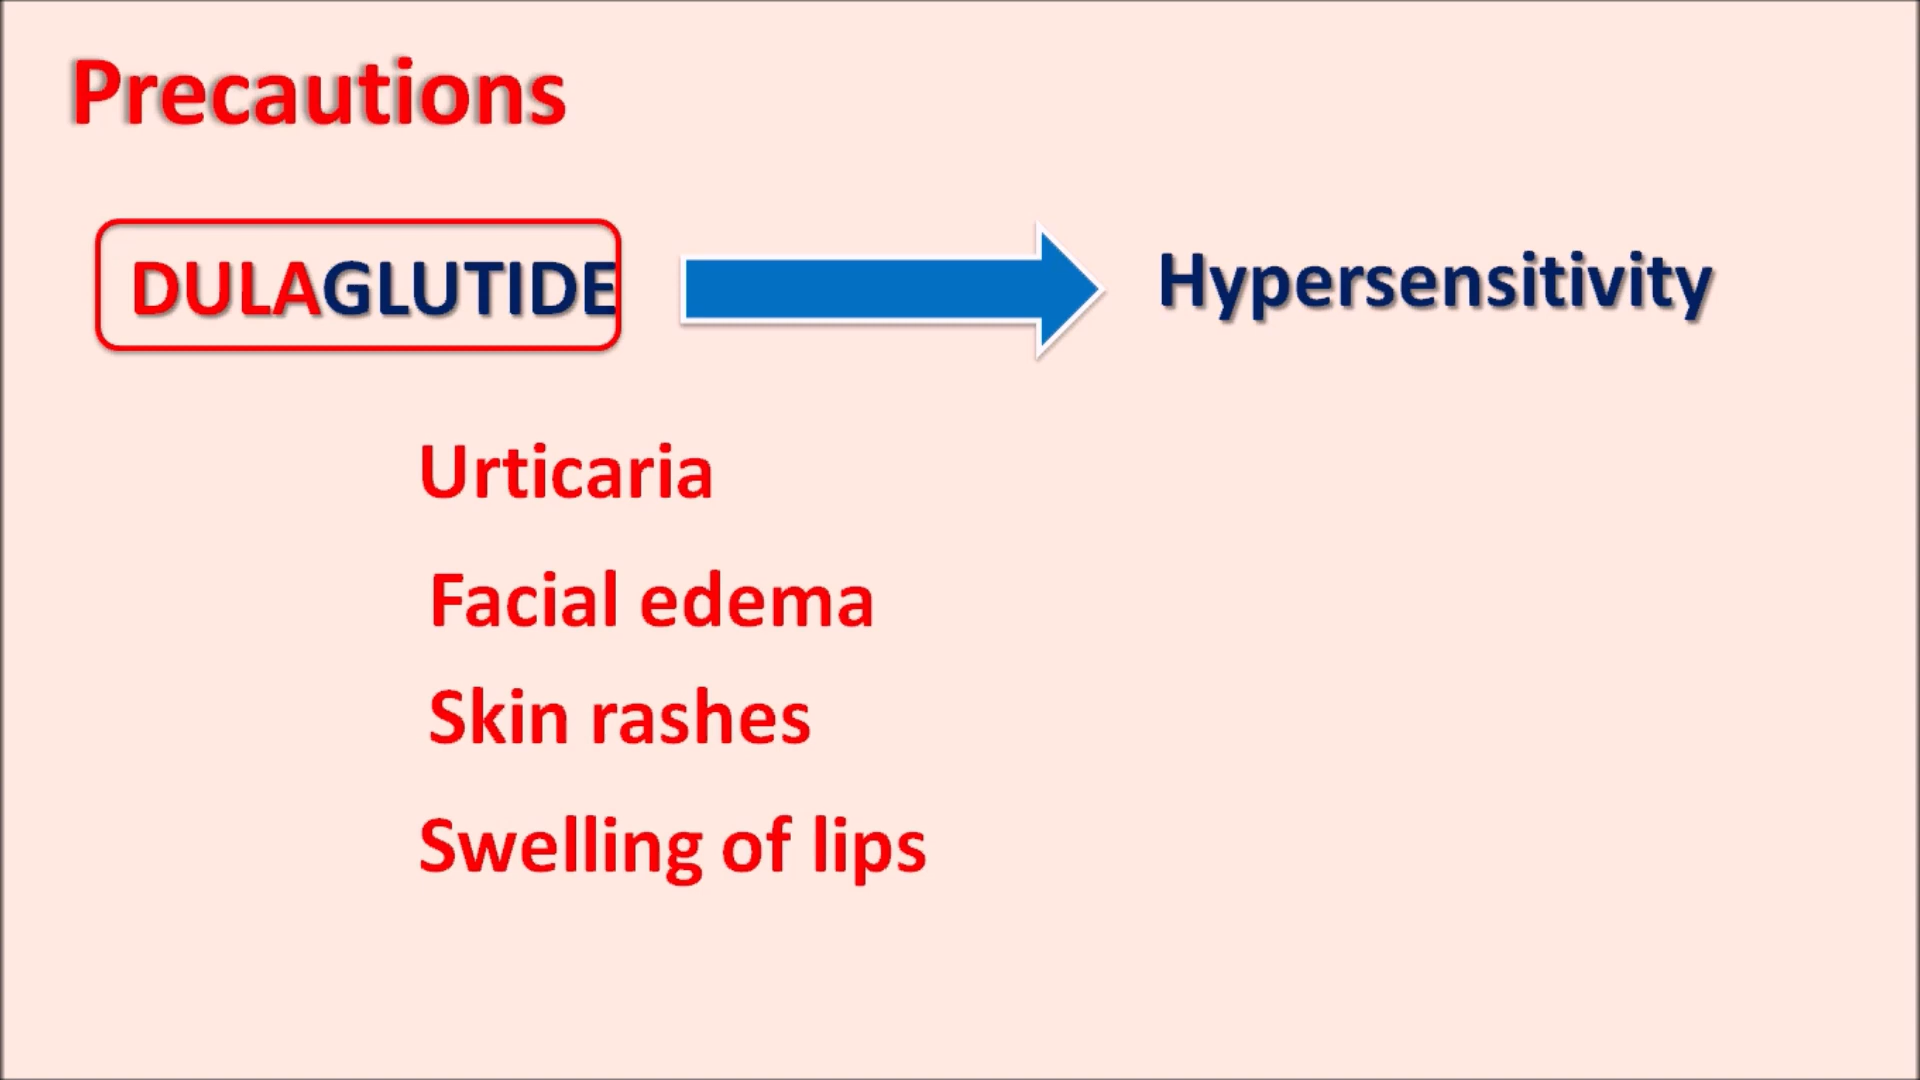 Precautions
DULAGLUTIDE
Hypersensitivity
Urticaria
Facial edema
Skin rashes
Swelling of lips